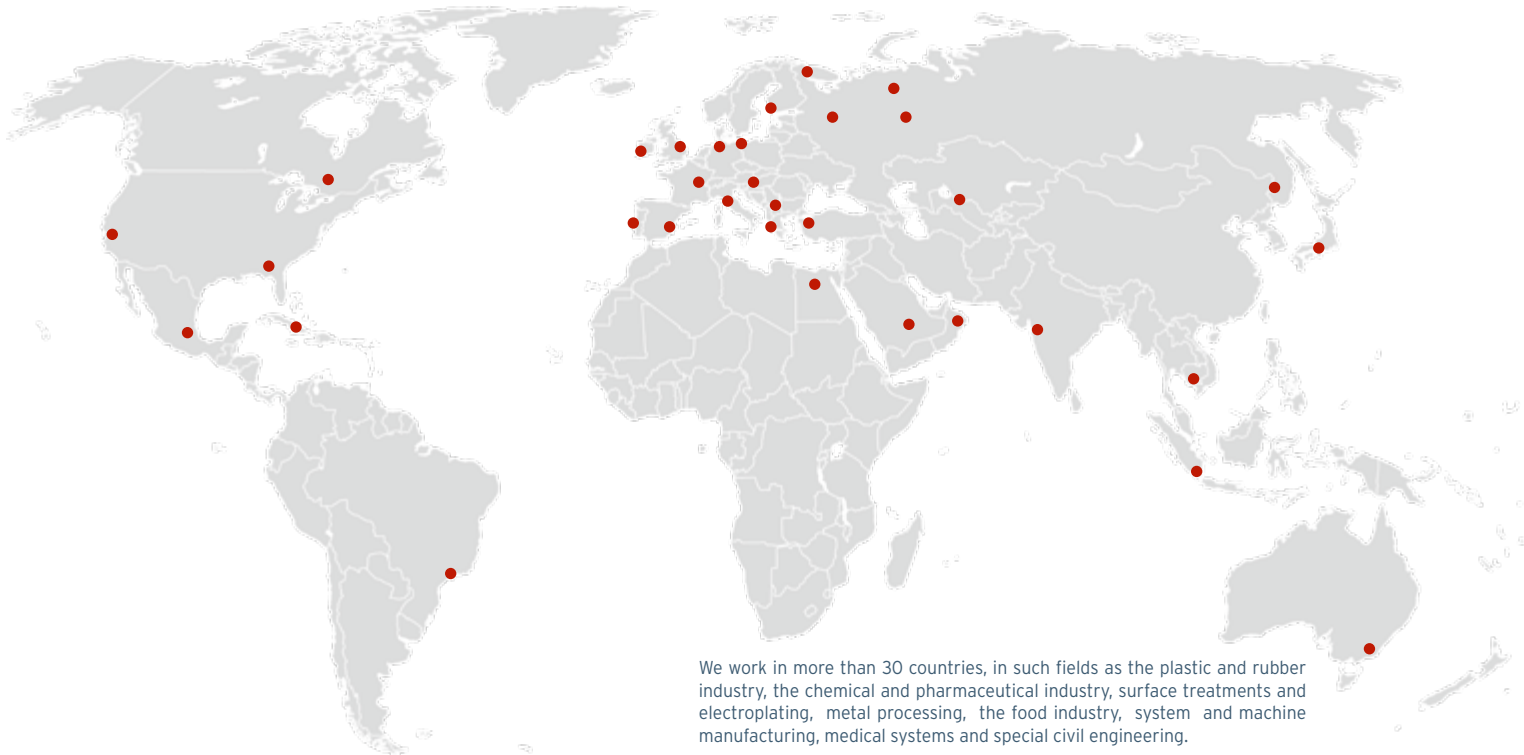 We work in more than 30 countries, in such fields as the plastic and rubber
industry, the chemical and pharmaceutical industry, surface treatments and
electroplating, metal processing, the food industry, system and machine
manufacturing, medical systems and special civil engineering.